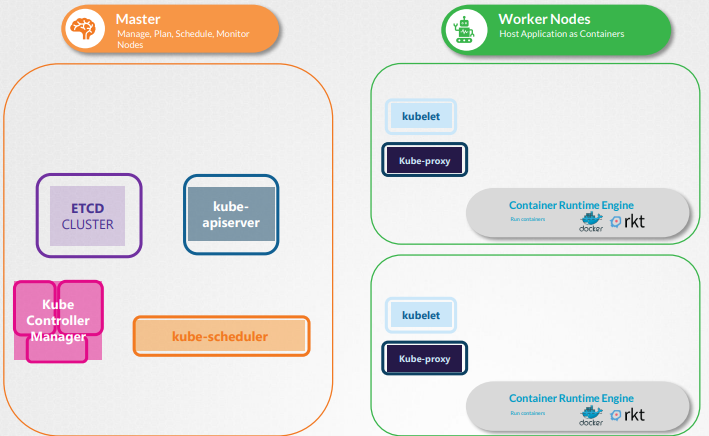 Master
Manage, Plan, Schedule, Monitor
Nodes
ETCD
CLUSTER
kube-
apiserver
Kube
Controller
Manager
kube-scheduler
Worker Nodes
Host Application as Containers
kubelet
Kube-proxy
Container Runtime Engine
Run containers
docker
rkt
kubelet
Kube-proxy
Container Runtime Engine
Run containers
docker
rkt